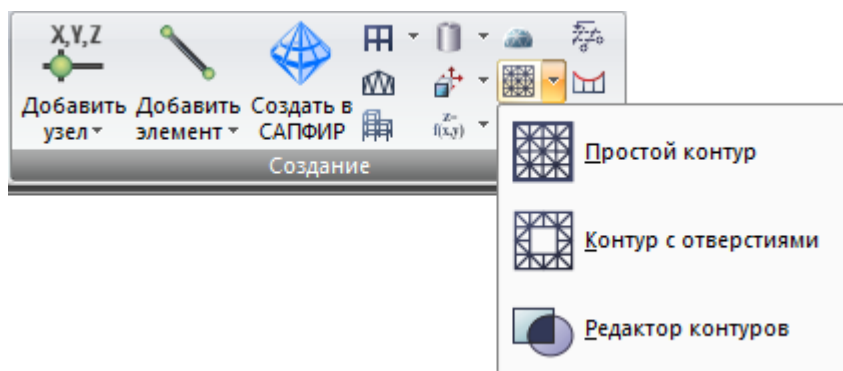 X,Y,Z
Добавить узел
Добавить элемент
Создать в САПФИР
z=
f(x,y)
Создание
Простой контур
Контур с отверстиями
Редактор контуров